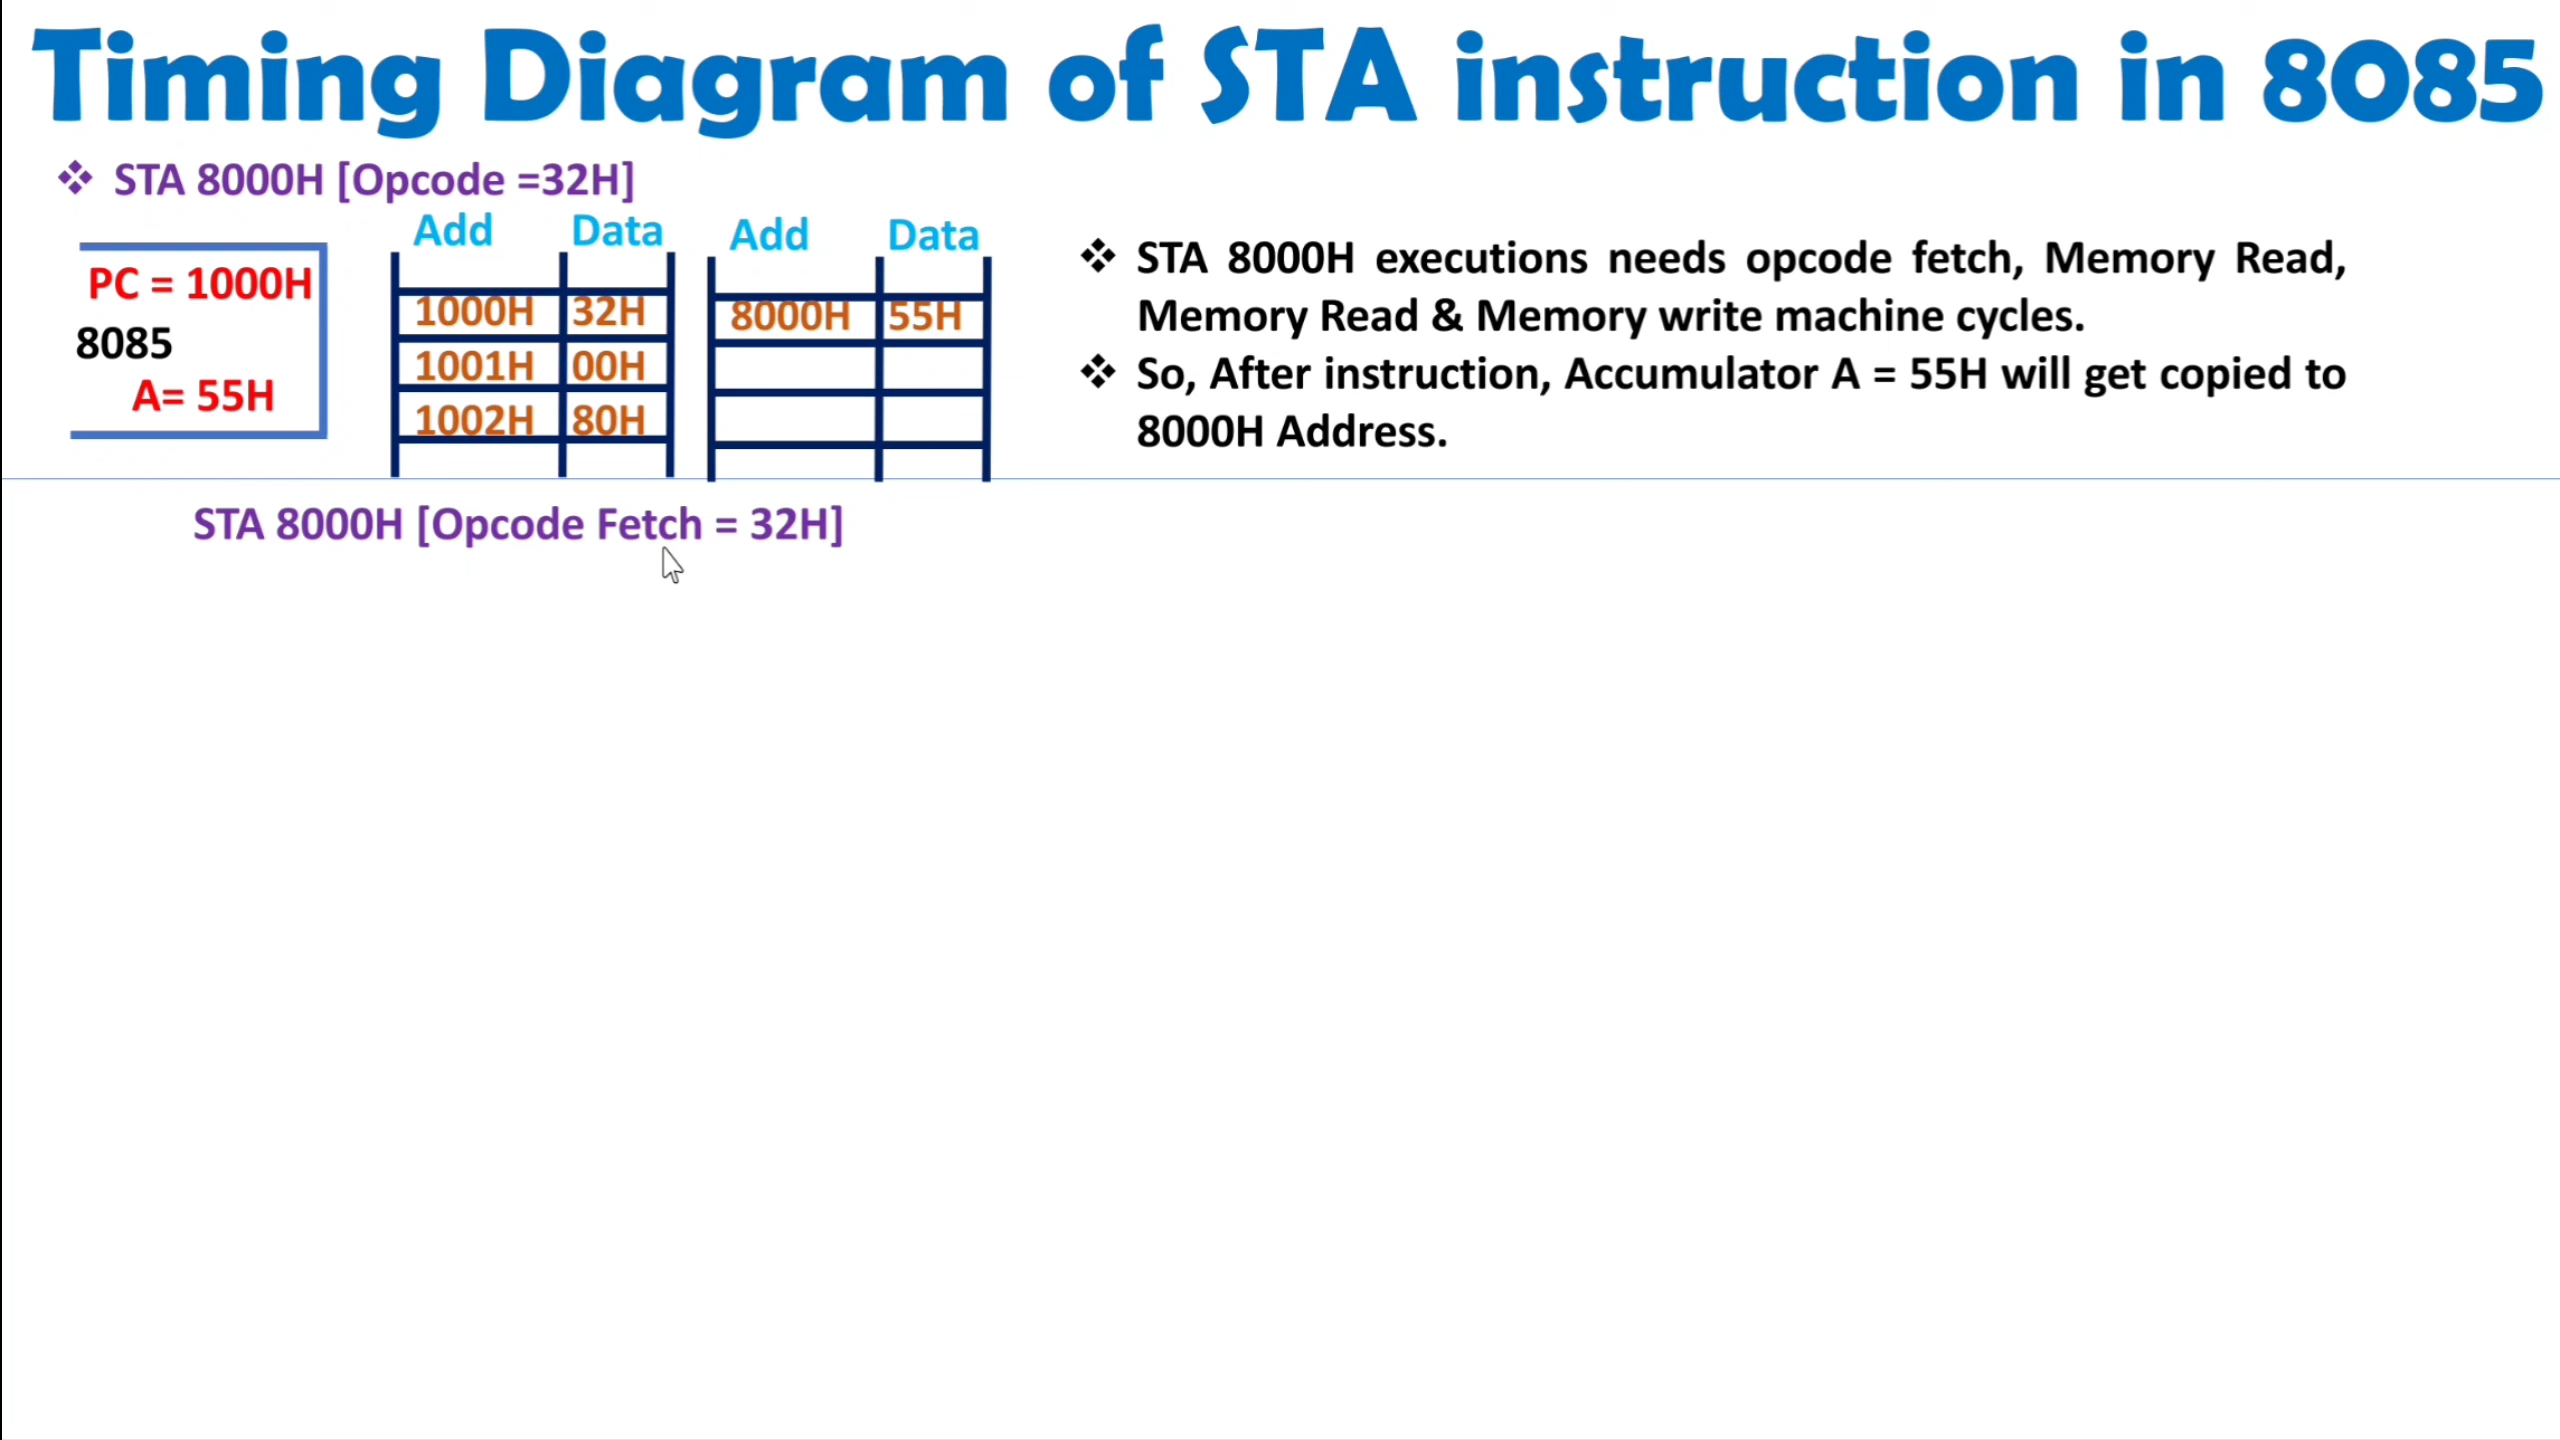 Timing Diagram of STA instruction in 8085
❖ STA 8000H [Opcode =32H]
PC = 1000H
8085
A= 55H
Add Data
1000H 32H
1001H 00H
1002H 80H
Add Data
8000H 55H
❖ STA 8000H executions needs opcode fetch, Memory Read,
Memory Read & Memory write machine cycles.
❖ So, After instruction, Accumulator A = 55H will get copied to
8000H Address.
STA 8000H [Opcode Fetch = 32H]